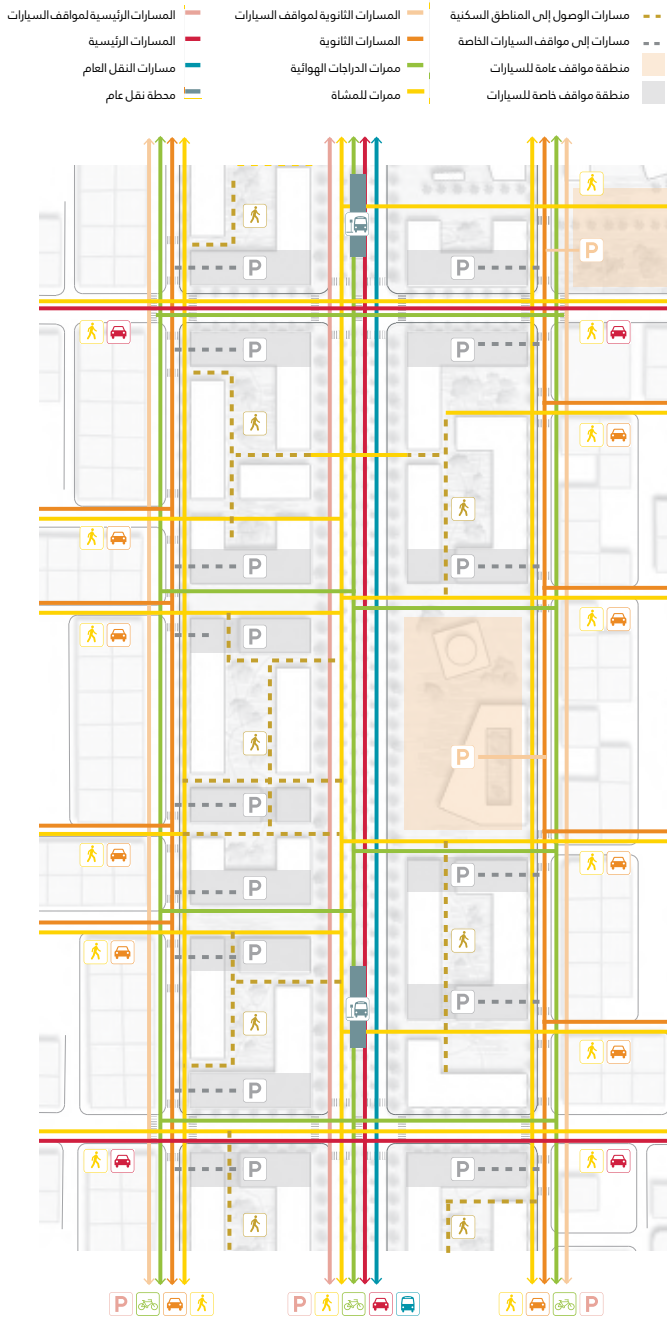 مسارات الوصول إلى المناطق السكنية
مسارات إلى مواقف السيارات الخاصة
منطقة مواقف عامة للسيارات
منطقة مواقف خاصة للسيارات
المسارات الثانوية لمواقف السيارات
المسارات الثانوية
ممرات الدراجات الهوائية
ممرات للمشاة
المسارات الرئيسية لمواقف السيارات
المسارات الرئيسية
مسارات النقل العام
محطة نقل عام
P P P
P P
P P
P
P
P
P P
P P
P
P P
P P P